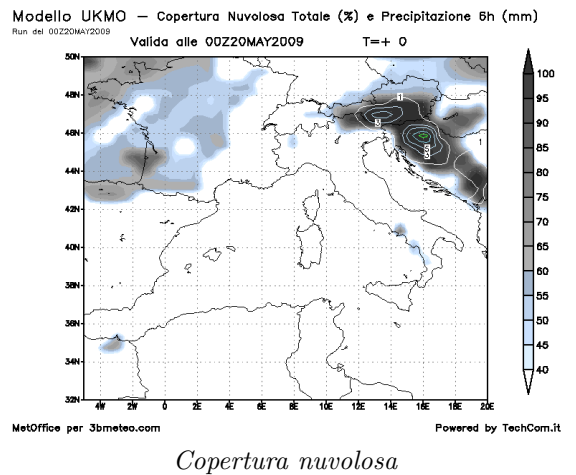 Modello UKMO – Copertura Nuvolosa Totale (%) e Precipitazione 6h (mm)
Run del 00Z20MAY2009
Valida alle 00Z20MAY2009 T=+ 0
50N
48N
46N
44N
42N
40N
38N
36N
34N
32N
4W 2W 0 2E 4E 6E 8E 10E 12E 14E 16E 18E 20E
1
3
1
100
95
90
85
80
75
70
65
60
55
50
45
40
MetOffice per 3bmeteo.com Powered by TechCom.it
Copertura nuvolosa